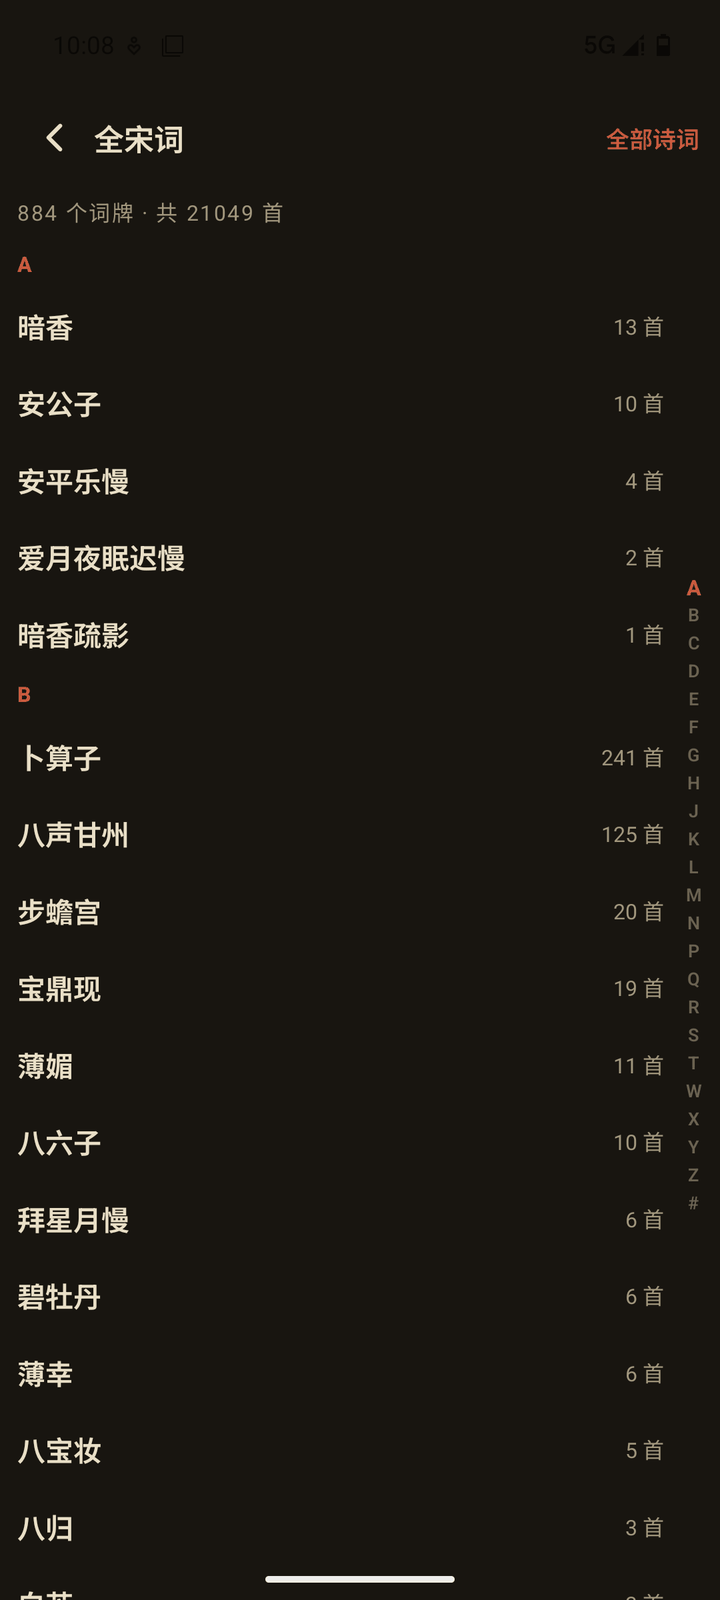 10:08
5G
全宋词
全部诗词
884 个词牌 · 共 21049 首
A
暗香 13 首
安公子 10 首
安平乐慢 4 首
爱月夜眠迟慢 2 首
暗香疏影 1 首
B
卜算子 241 首
八声甘州 125 首
步蟾宫 20 首
宝鼎现 19 首
薄媚 11 首
八六子 10 首
拜星月慢 6 首
碧牡丹 6 首
薄幸 6 首
八宝妆 5 首
八归 3 首
A
B
C
D
E
F
G
H
J
K
L
M
N
P
Q
R
S
T
W
X
Y
Z
#